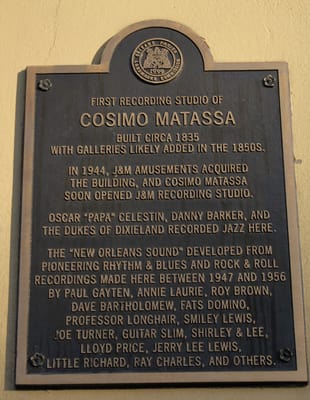 FIRST RECORDING STUDIO OF
COSIMO MATASSA
BUILT CIRCA 1835
WITH GALLERIES LIKELY ADDED IN THE 1850S.
IN 1944, J&M AMUSEMENTS ACQUIRED
THE BUILDING, AND COSIMO MATASSA
SOON OPENED J&M RECORDING STUDIO.
OSCAR "PAPA" CELESTIN, DANNY BARKER, AND
THE DUKES OF DIXIELAND RECORDED JAZZ HERE.
THE "NEW ORLEANS SOUND" DEVELOPED FROM
PIONEERING RHYTHM & BLUES AND ROCK & ROLL
RECORDINGS MADE HERE BETWEEN 1947 AND 1956
BY PAUL GAYTEN, ANNIE LAURIE, ROY BROWN,
DAVE BARTHOLOMEW, FATS DOMINO,
PROFESSOR LONGHAIR, SMILEY LEWIS,
JOE TURNER, GUITAR SLIM, SHIRLEY & LEE,
LLOYD PRICE, JERRY LEE LEWIS,
LITTLE RICHARD, RAY CHARLES, AND OTHERS.